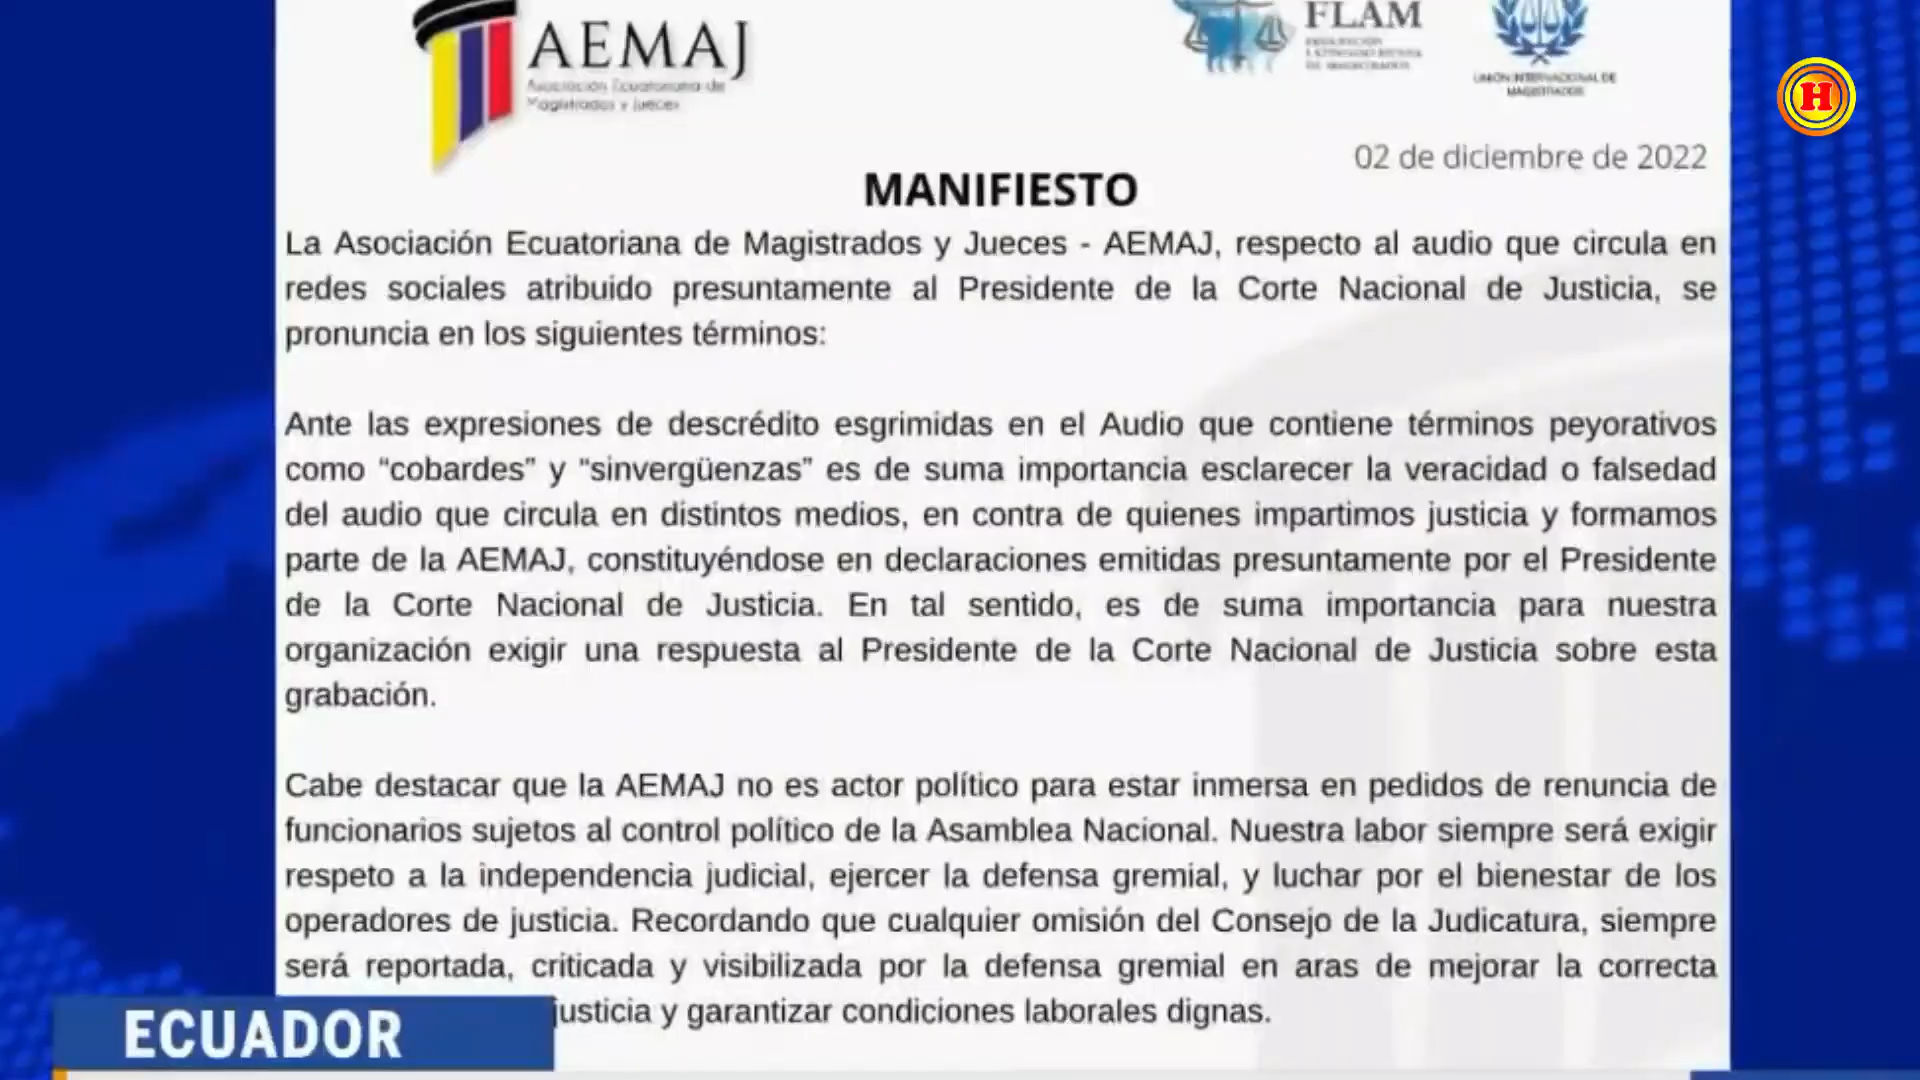 AEMAJ
Asociación Ecuatoriana de
Magistrados y Jueces
FLAM
UNIÓN INTERNACIONAL DE
MAGISTRADOS
H
02 de diciembre de 2022
MANIFIESTO
La Asociación Ecuatoriana de Magistrados y Jueces - AEMAJ, respecto al audio que circula en
redes sociales atribuido presuntamente al Presidente de la Corte Nacional de Justicia, se
pronuncia en los siguientes términos:
Ante las expresiones de descrédito esgrimidas en el Audio que contiene términos peyorativos
como “cobardes” y “sinvergüenzas” es de suma importancia esclarecer la veracidad o falsedad
del audio que circula en distintos medios, en contra de quienes impartimos justicia y formamos
parte de la AEMAJ, constituyéndose en declaraciones emitidas presuntamente por el Presidente
de la Corte Nacional de Justicia. En tal sentido, es de suma importancia para nuestra
organización exigir una respuesta al Presidente de la Corte Nacional de Justicia sobre esta
grabación.
Cabe destacar que la AEMAJ no es actor político para estar inmersa en pedidos de renuncia de
funcionarios sujetos al control político de la Asamblea Nacional. Nuestra labor siempre será exigir
respeto a la independencia judicial, ejercer la defensa gremial, y luchar por el bienestar de los
operadores de justicia. Recordando que cualquier omisión del Consejo de la Judicatura, siempre
será reportada, criticada y visibilizada por la defensa gremial en aras de mejorar la correcta
justicia y garantizar condiciones laborales dignas.
ECUADOR